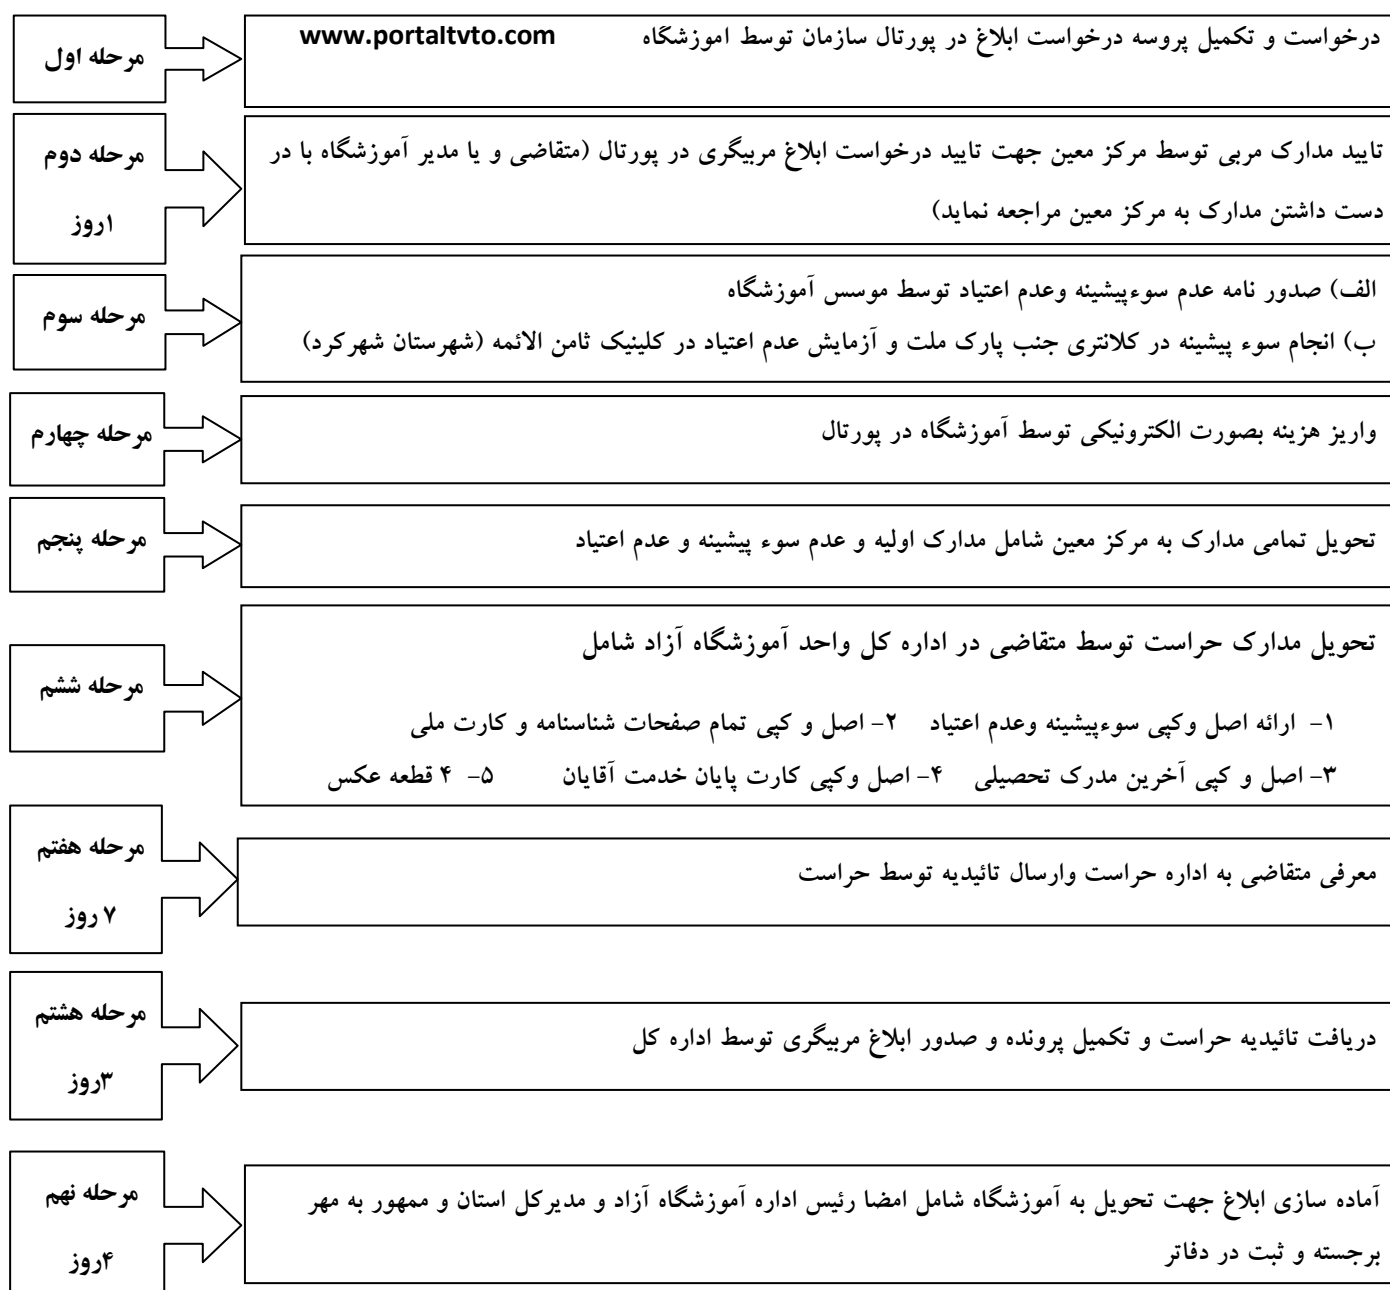 مرحله اول
درخواست و تکمیل پروسه درخواست ابلاغ در پورتال سازمان توسط اموزشگاه www.portaltvto.com
مرحله دوم
۱روز
تایید مدارک مربی توسط مرکز معین جهت تایید درخواست ابلاغ مربیگری در پورتال (متقاضی و یا مدیر آموزشگاه با در
دست داشتن مدارک به مرکز معین مراجعه نماید)
مرحله سوم
الف) صدور نامه عدم سوءپیشینه وعدم اعتیاد توسط موسس آموزشگاه
ب) انجام سوء پیشینه در کلانتری جنب پارک ملت و آزمایش عدم اعتیاد در کلینیک ثامن الائمه (شهرستان شهرکرد)
مرحله چهارم
واریز هزینه بصورت الکترونیکی توسط آموزشگاه در پورتال
مرحله پنجم
تحویل تمامی مدارک به مرکز معین شامل مدارک اولیه و عدم سوء پیشینه و عدم اعتیاد
مرحله ششم
تحویل مدارک حراست توسط متقاضی در اداره کل واحد آموزشگاه آزاد شامل
۱- ارائه اصل وکپی سوءپیشینه وعدم اعتیاد ۲- اصل و کپی تمام صفحات شناسنامه و کارت ملی
۳- اصل و کپی آخرین مدرک تحصیلی ۴- اصل وکپی کارت پایان خدمت آقایان ۵- ۴ قطعه عکس
مرحله هفتم
۷ روز
معرفی متقاضی به اداره حراست وارسال تائیدیه توسط حراست
مرحله هشتم
۳روز
دریافت تائیدیه حراست و تکمیل پرونده و صدور ابلاغ مربیگری توسط اداره کل
مرحله نهم
۴روز
آماده سازی ابلاغ جهت تحویل به آموزشگاه شامل امضا رئیس اداره آموزشگاه آزاد و مدیرکل استان و ممهور به مهر
برجسته و ثبت در دفاتر